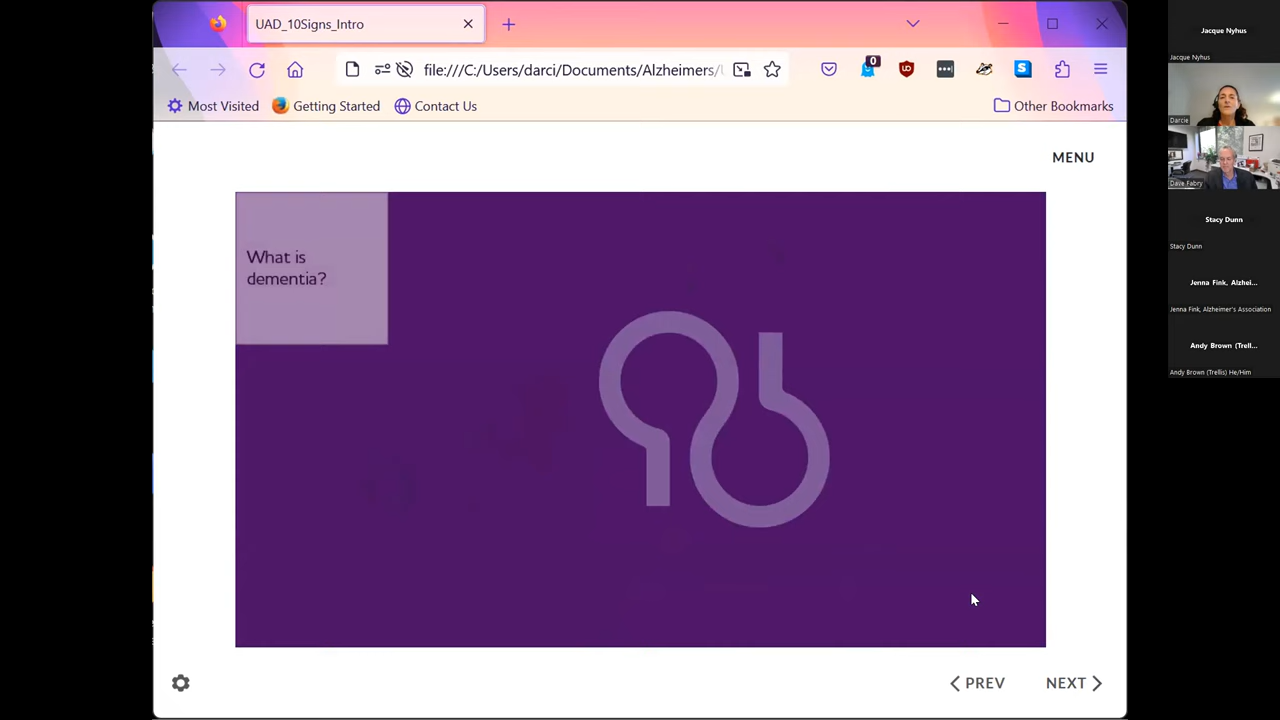 UAD_10Signs_Intro
file:///C:/Users/darci/Documents/Alzheimers/
0
Most Visited
Getting Started
Contact Us
Other Bookmarks
MENU
What is
dementia?
PREV
NEXT
Jacque Nyhus
Jacque Nyhus
Darcie
Dave Fabry
Stacy Dunn
Stacy Dunn
Jenna Fink, Alzhei...
Jenna Fink, Alzheimer's Association
Andy Brown (Trell...
Andy Brown (Trellis) He/Him